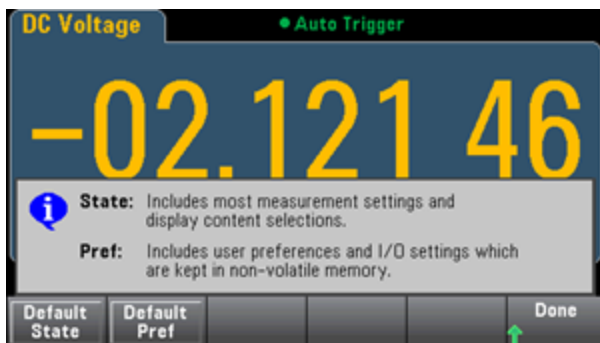 DC Voltage
Auto Trigger
-02.121 46
State: Includes most measurement settings and
display content selections.
Pref: Includes user preferences and I/O settings which
are kept in non-volatile memory.
Default
State
Default
Pref
Done